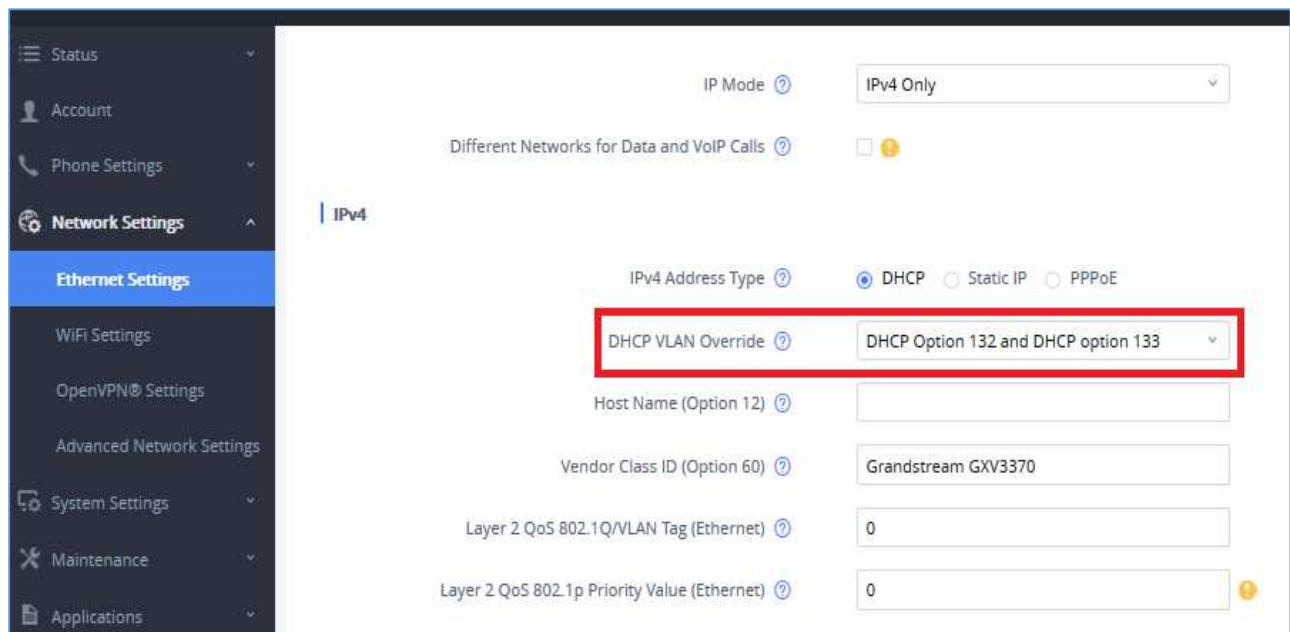 Status
Account
Phone Settings
Network Settings
Ethernet Settings
WiFi Settings
OpenVPN® Settings
Advanced Network Settings
System Settings
Maintenance
Applications
IP Mode IPv4 Only
Different Networks for Data and VoIP Calls
IPv4
IPv4 Address Type DHCP Static IP PPPoE
DHCP VLAN Override DHCP Option 132 and DHCP option 133
Host Name (Option 12)
Vendor Class ID (Option 60) Grandstream GXV3370
Layer 2 QoS 802.1Q/VLAN Tag (Ethernet) 0
Layer 2 QoS 802.1p Priority Value (Ethernet) 0